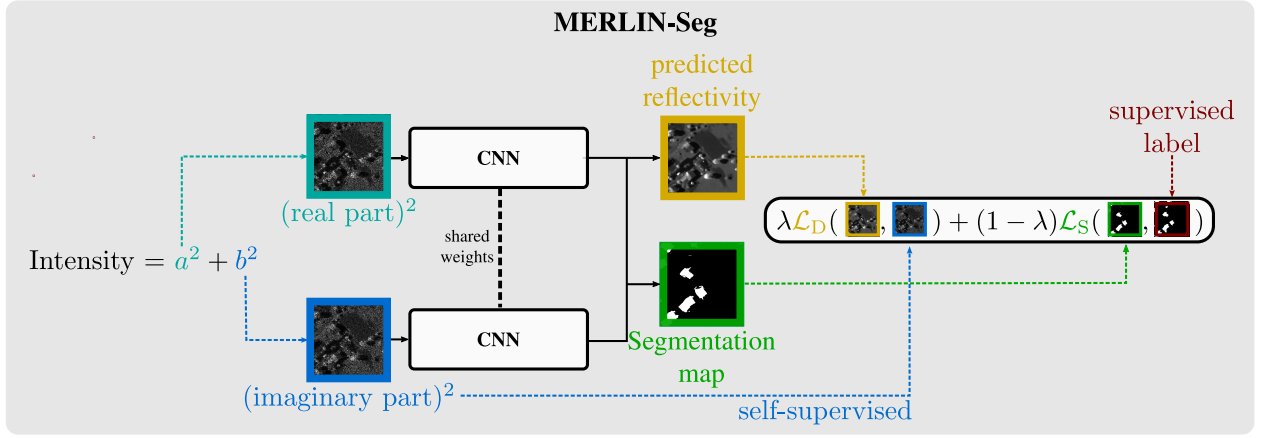 MERLIN-Seg
predicted
reflectivity
supervised
label
CNN
(real part)²
λℒ_D( , ) + (1 − λ)ℒ_S( , )
shared
weights
Intensity = a² + b²
CNN
Segmentation
map
(imaginary part)²
self-supervised